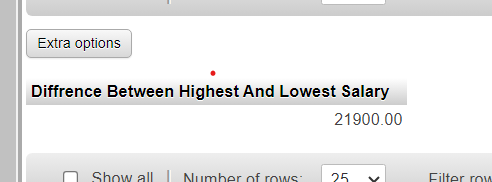 Extra options
Diffrence Between Highest And Lowest Salary
21900.00
Show all | Number of rows: 25 Filter row